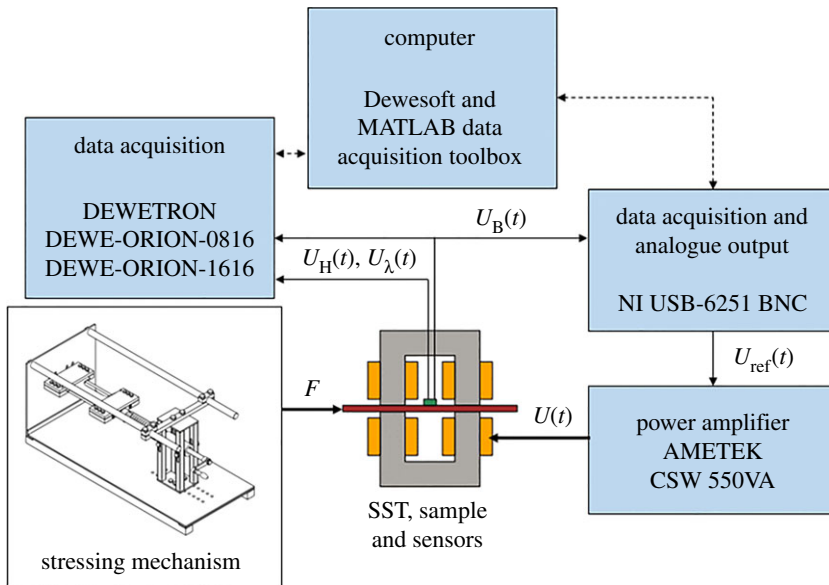 computer
Dewesoft and
MATLAB data
acquisition toolbox
data acquisition
DEWETRON
DEWE-ORION-0816
DEWE-ORION-1616
U_B(t)
U_H(t), U_λ(t)
data acquisition and
analogue output
NI USB-6251 BNC
U_ref(t)
F
U(t)
power amplifier
AMETEK
CSW 550VA
SST, sample
and sensors
stressing mechanism